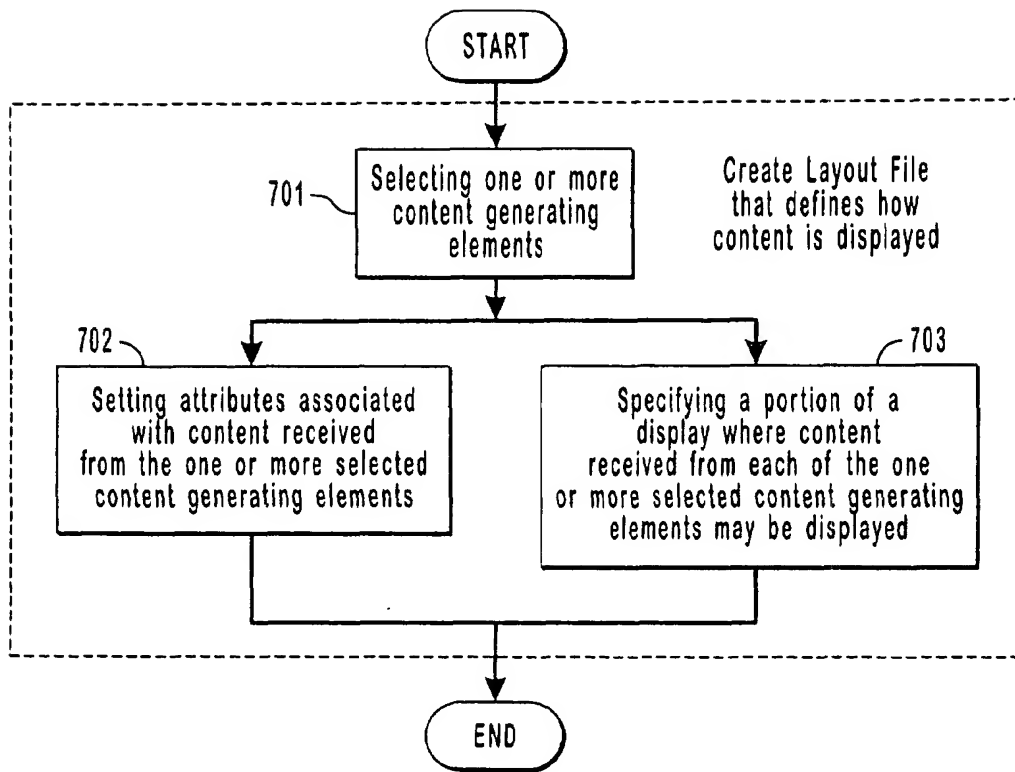 START
701
Selecting one or more
content generating
elements
Create Layout File
that defines how
content is displayed
702
Setting attributes associated
with content received
from the one or more selected
content generating elements
703
Specifying a portion of a
display where content
received from each of the one
or more selected content generating
elements may be displayed
END